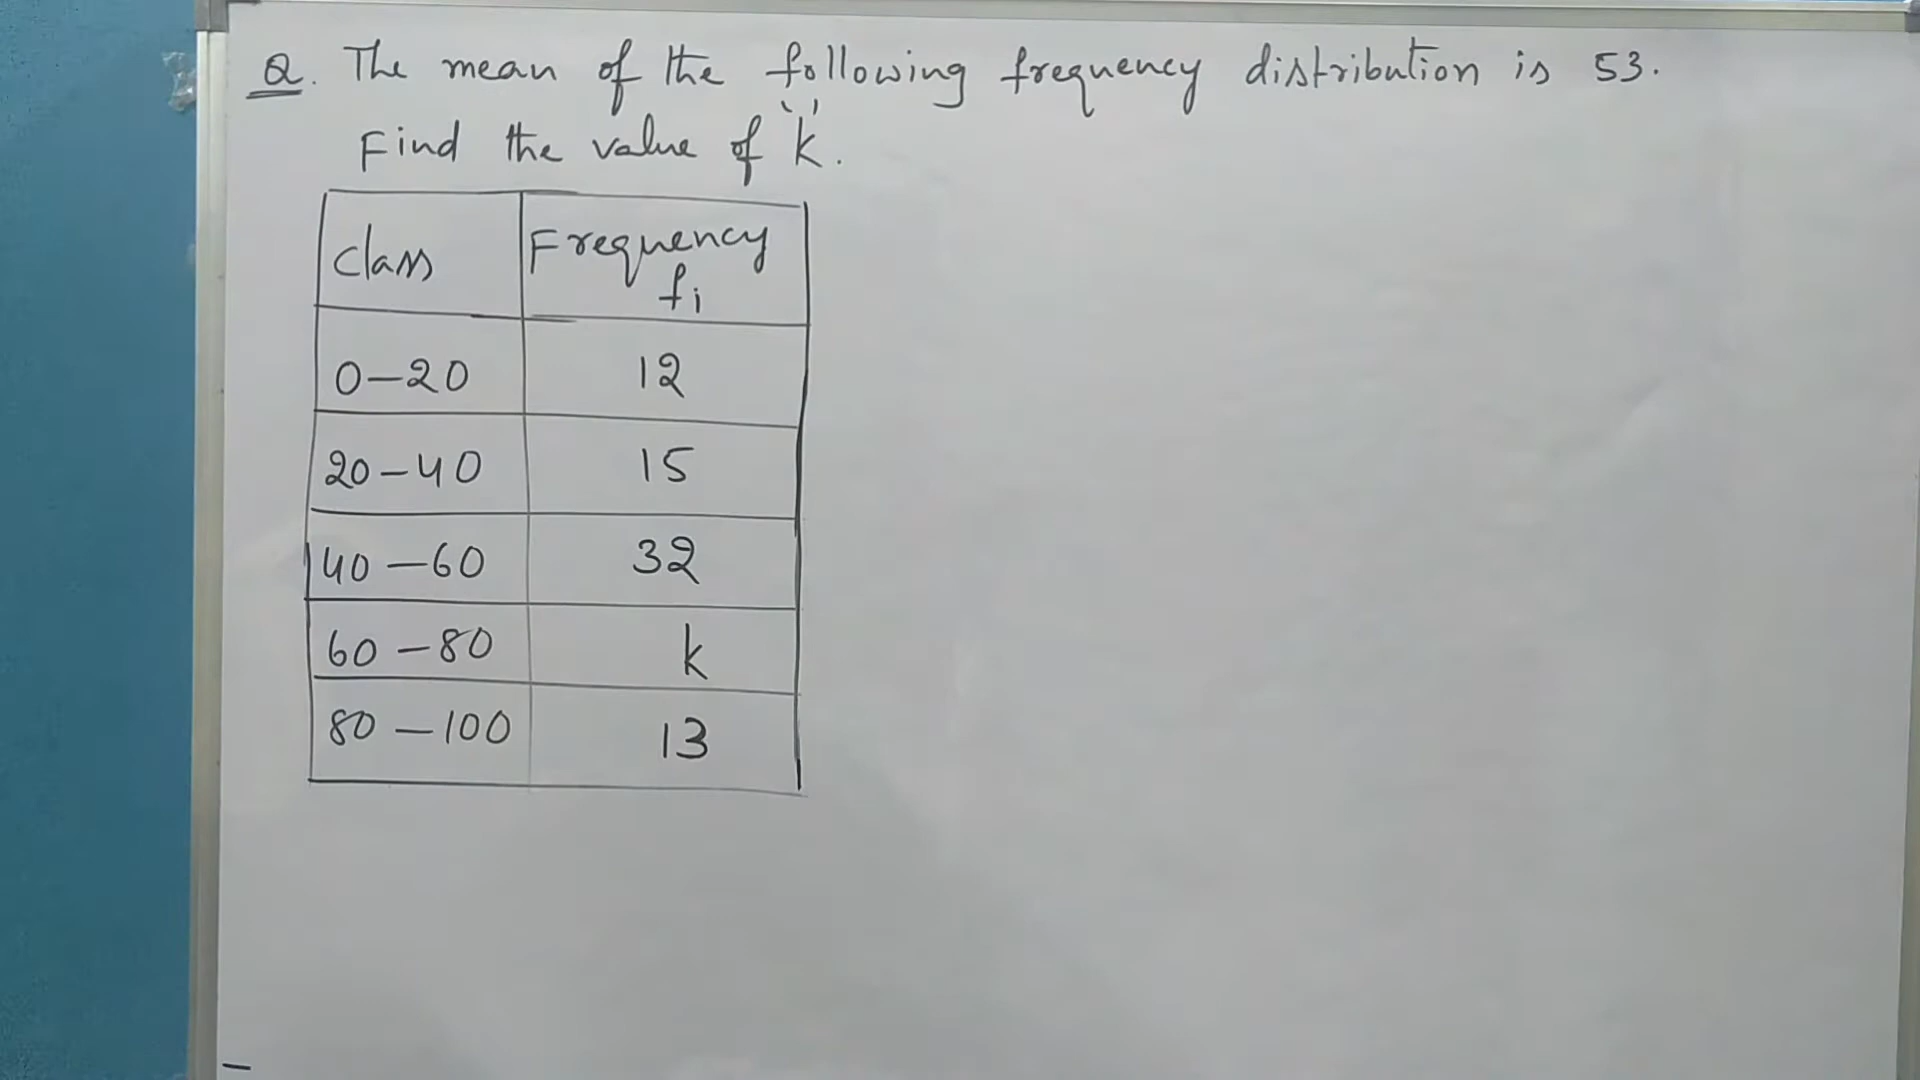 Q. The mean of the following frequency distribution is 53.
Find the value of 'k'.
Class Frequency
fi
0-20 12
20-40 15
40-60 32
60-80 k
80-100 13